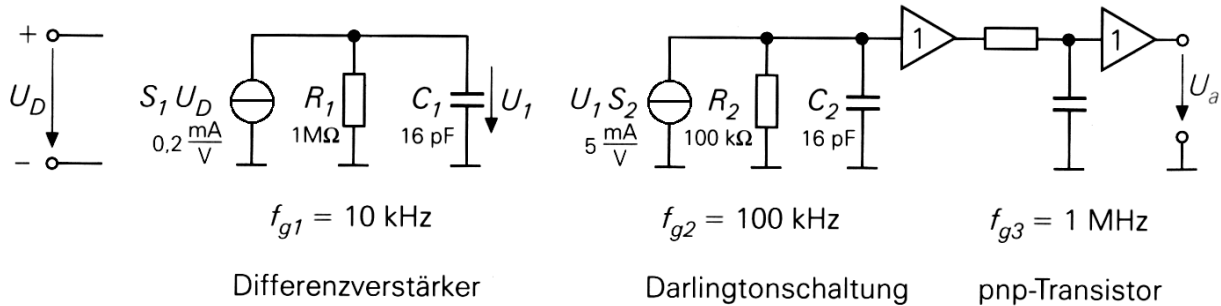 +
U_D
−
S_1 U_D
0,2 mA/V
R_1
1MΩ
C_1
16 pF
U_1
f_g1 = 10 kHz
Differenzverstärker
U_1 S_2
5 mA/V
R_2
100 kΩ
C_2
16 pF
1
1
U_a
f_g2 = 100 kHz
Darlingtonschaltung
f_g3 = 1 MHz
pnp-Transistor